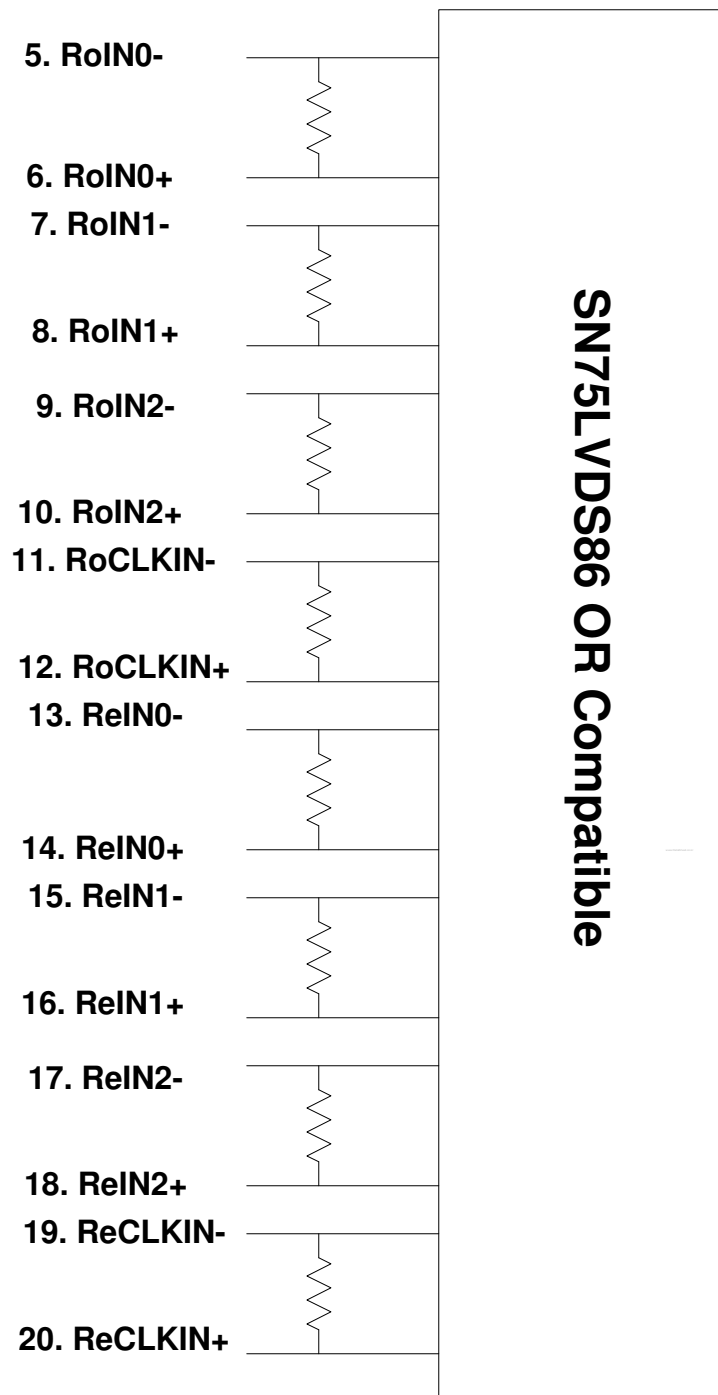 5. RoIN0-
6. RoIN0+
7. RoIN1-
8. RoIN1+
9. RoIN2-
10. RoIN2+
11. RoCLKIN-
12. RoCLKIN+
13. ReIN0-
14. ReIN0+
15. ReIN1-
16. ReIN1+
17. ReIN2-
18. ReIN2+
19. ReCLKIN-
20. ReCLKIN+
SN75LVDS86 OR Compatible